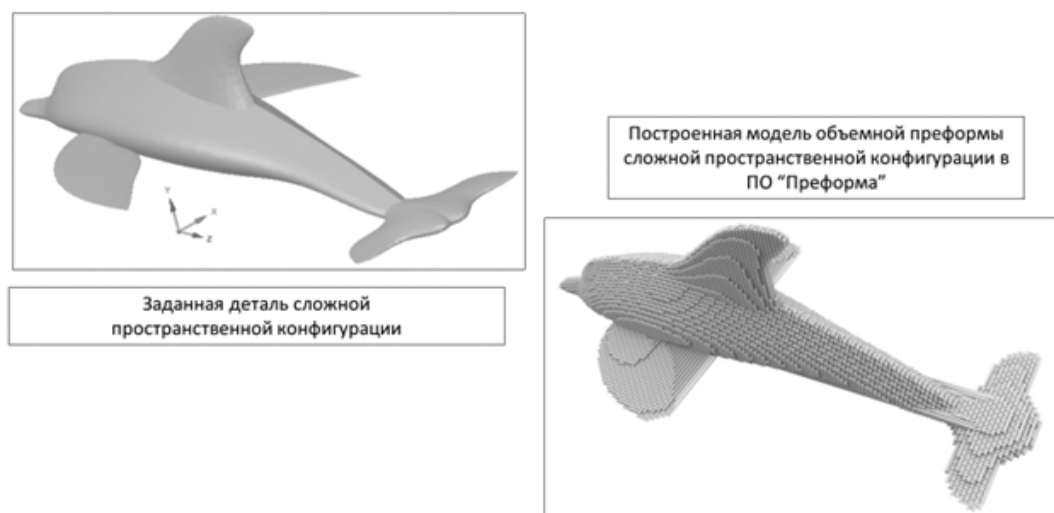 Y
X
Z
Заданная деталь сложной
пространственной конфигурации
Построенная модель объемной преформы
сложной пространственной конфигурации в
ПО “Преформа”